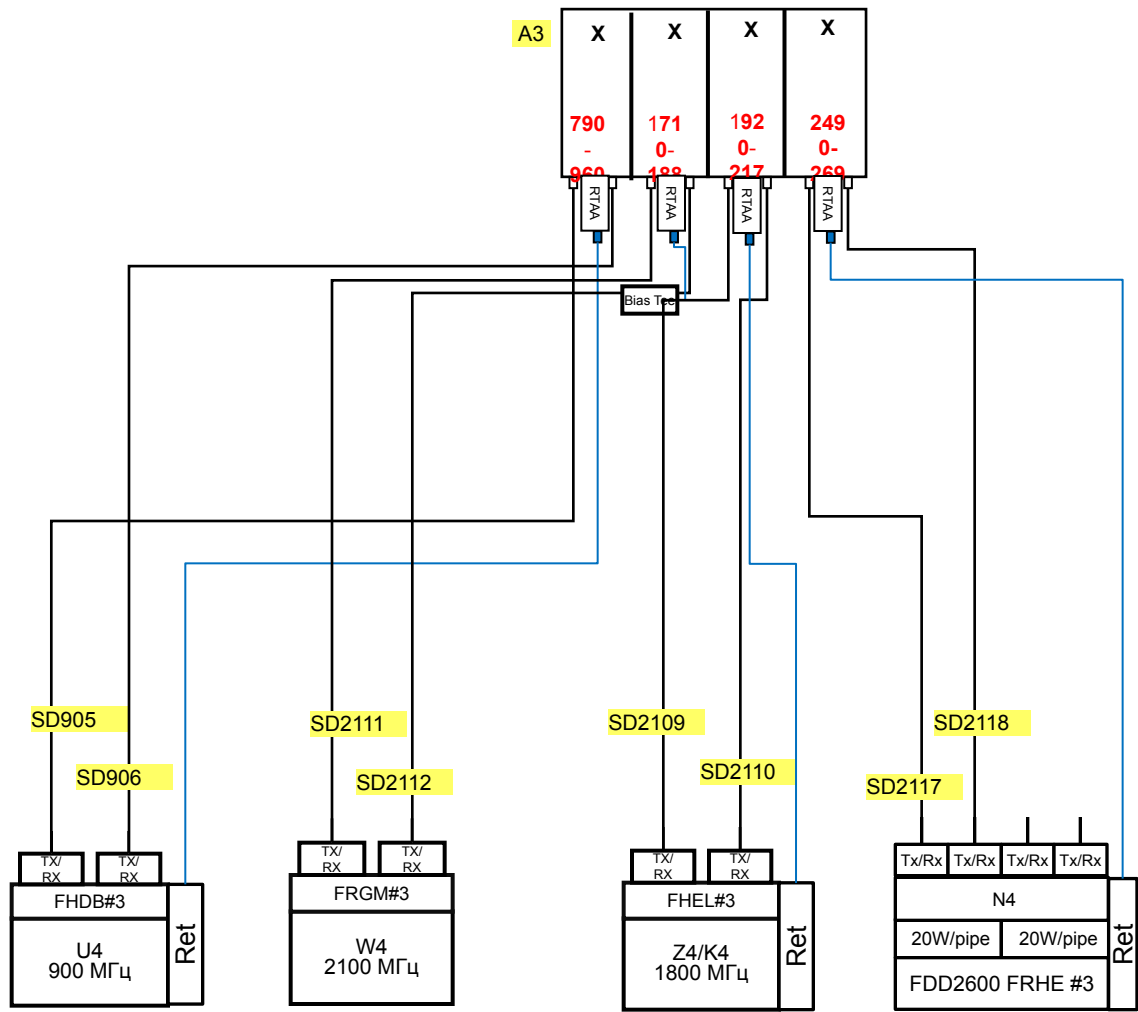 A3
X
X
X
X
790
-
960
171
0-
188
192
0-
217
249
0-
269
RTAA
RTAA
RTAA
RTAA
Bias Tee
SD905
SD906
SD2111
SD2112
SD2109
SD2110
SD2118
SD2117
TX/
RX
TX/
RX
FHDB#3
U4
900 МГц
Ret
TX/
RX
TX/
RX
FRGM#3
W4
2100 МГц
TX/
RX
TX/
RX
FHEL#3
Z4/K4
1800 МГц
Ret
Tx/Rx
Tx/Rx
Tx/Rx
Tx/Rx
N4
20W/pipe
20W/pipe
FDD2600 FRHE #3
Ret